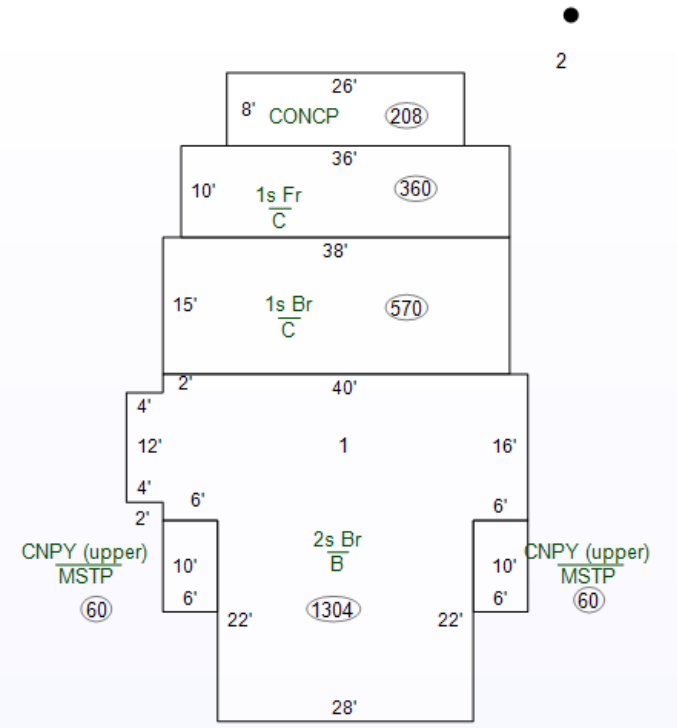 2
26'
8' CONCP 208
36'
10' 1s Fr 360
C
38'
15' 1s Br 570
C
2' 40'
4'
12' 1 16'
4' 6' 6'
2'
CNPY (upper) 10' 2s Br 10' CNPY (upper)
MSTP B MSTP
60 6' 1304 6' 60
22' 22'
28'